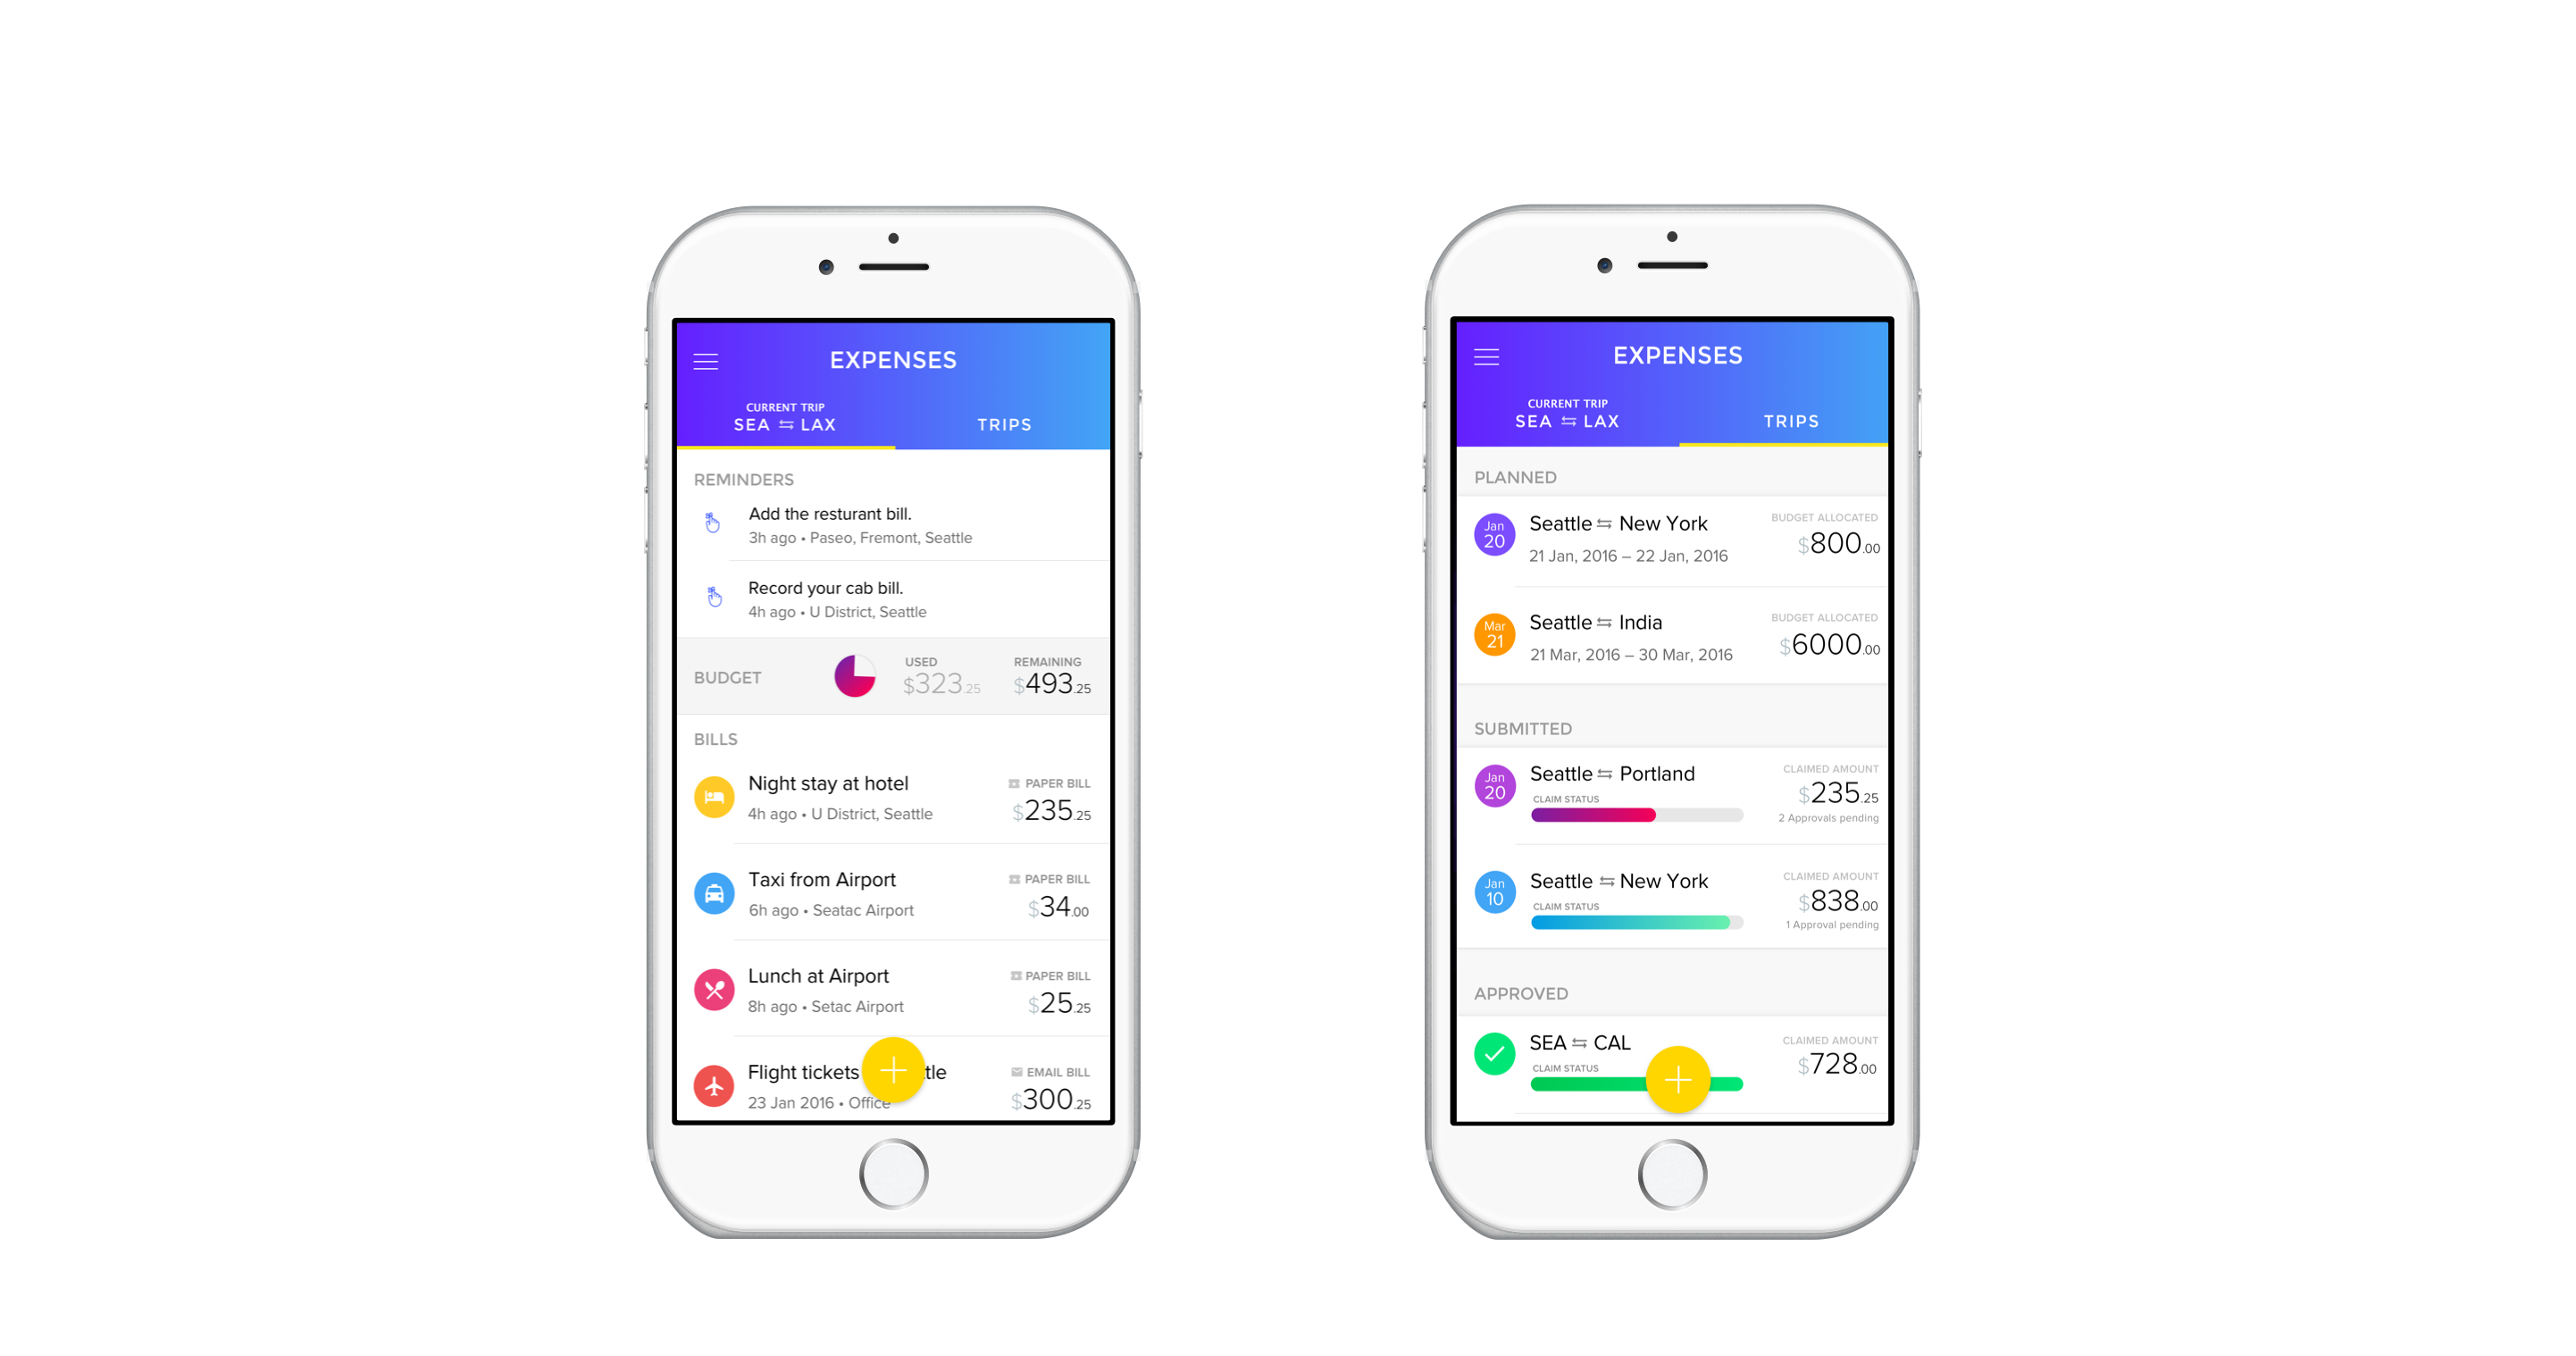 EXPENSES
CURRENT TRIP
SEA ⇆ LAX
TRIPS
REMINDERS
Add the resturant bill.
3h ago • Paseo, Fremont, Seattle
Record your cab bill.
4h ago • U District, Seattle
BUDGET
USED
$323.25
REMAINING
$493.25
BILLS
Night stay at hotel
4h ago • U District, Seattle
PAPER BILL
$235.25
Taxi from Airport
6h ago • Seatac Airport
PAPER BILL
$34.00
Lunch at Airport
8h ago • Setac Airport
PAPER BILL
$25.25
Flight tickets
23 Jan 2016 • Office
EMAIL BILL
$300.25
EXPENSES
CURRENT TRIP
SEA ⇆ LAX
TRIPS
PLANNED
Jan
20
Seattle ⇆ New York
21 Jan, 2016 – 22 Jan, 2016
BUDGET ALLOCATED
$800.00
Mar
21
Seattle ⇆ India
21 Mar, 2016 – 30 Mar, 2016
BUDGET ALLOCATED
$6000.00
SUBMITTED
Jan
20
Seattle ⇆ Portland
CLAIM STATUS
CLAIMED AMOUNT
$235.25
2 Approvals pending
Jan
10
Seattle ⇆ New York
CLAIM STATUS
CLAIMED AMOUNT
$838.00
1 Approval pending
APPROVED
SEA ⇆ CAL
CLAIM STATUS
CLAIMED AMOUNT
$728.00